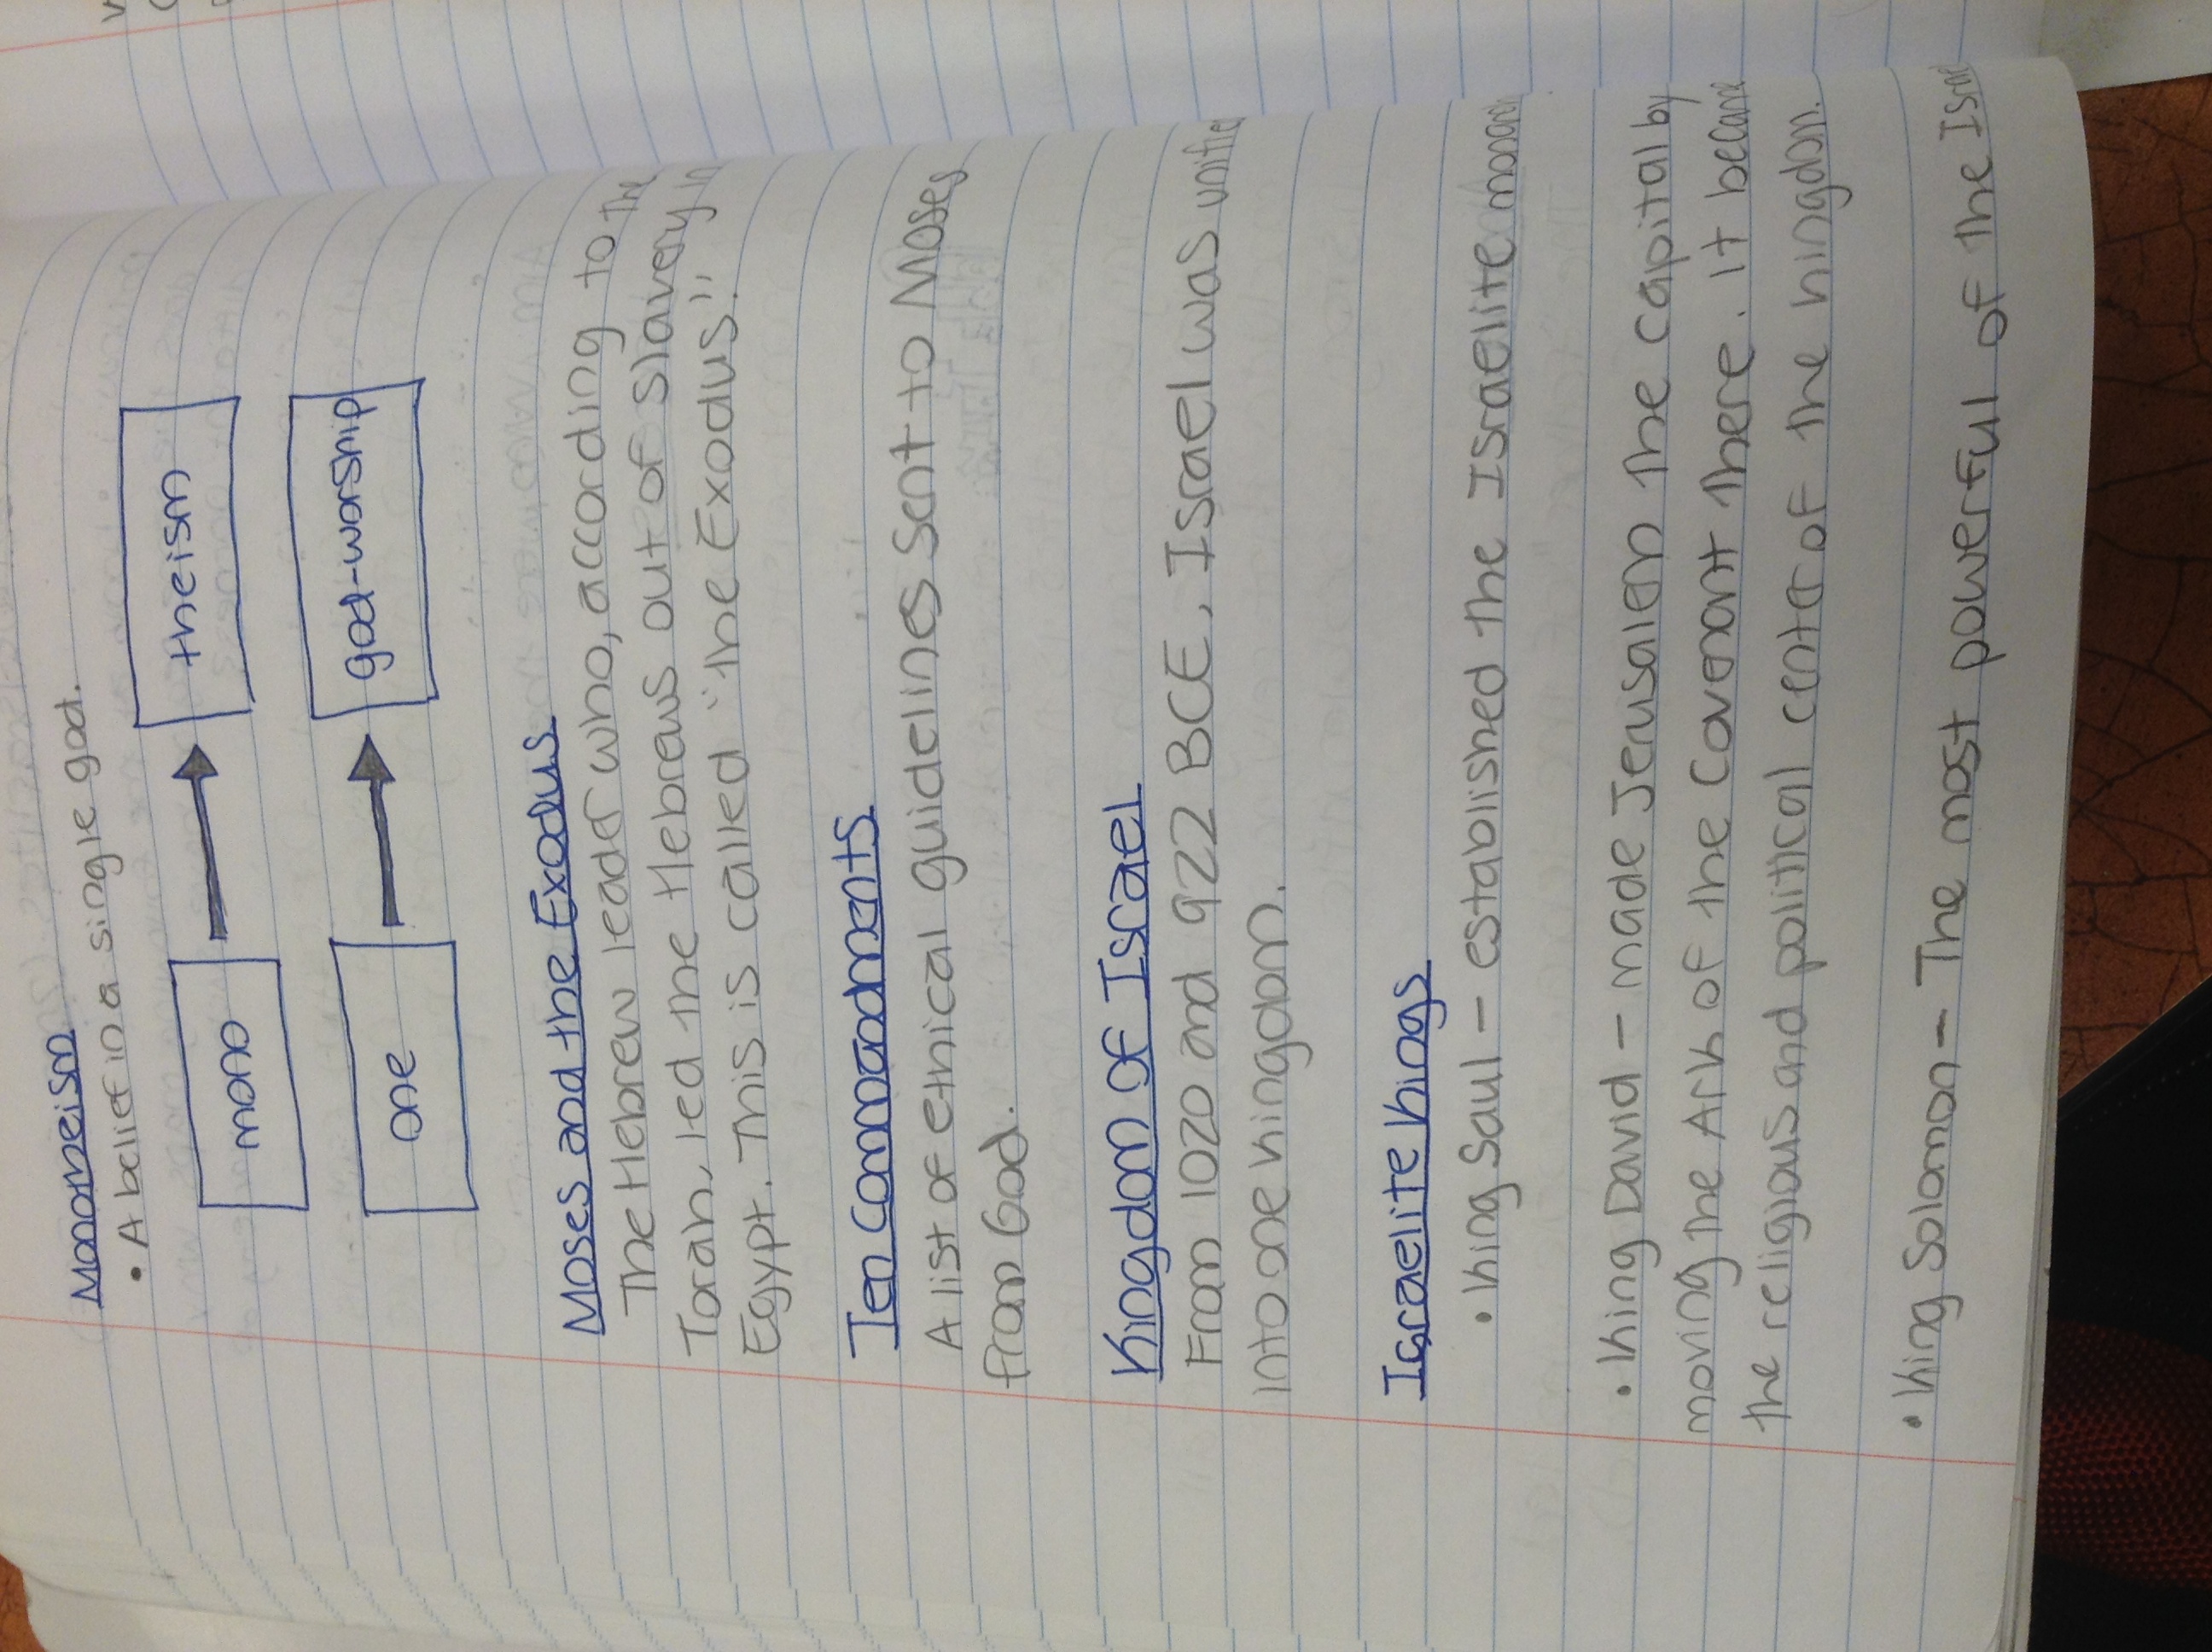 Monotheism
• A belief in a single god.
mono
theism
one
god-worship
Moses and the Exodus
The Hebrew leader who, according to the
Torah, led the Hebrews out of slavery in
Egypt. This is called "the Exodus."
Ten Commandments
A list of ethical guidelines sent to Moses
from God.
Kingdom of Israel
From 1020 and 922 BCE, Israel was
into one kingdom.
Israelite Kings
• King Saul – established the Israelite
• King David – made Jerusalem the capital by
moving the Ark of the Covenant there. It became
the religious and political center of the kingdom.
• King Solomon – The most powerful of the